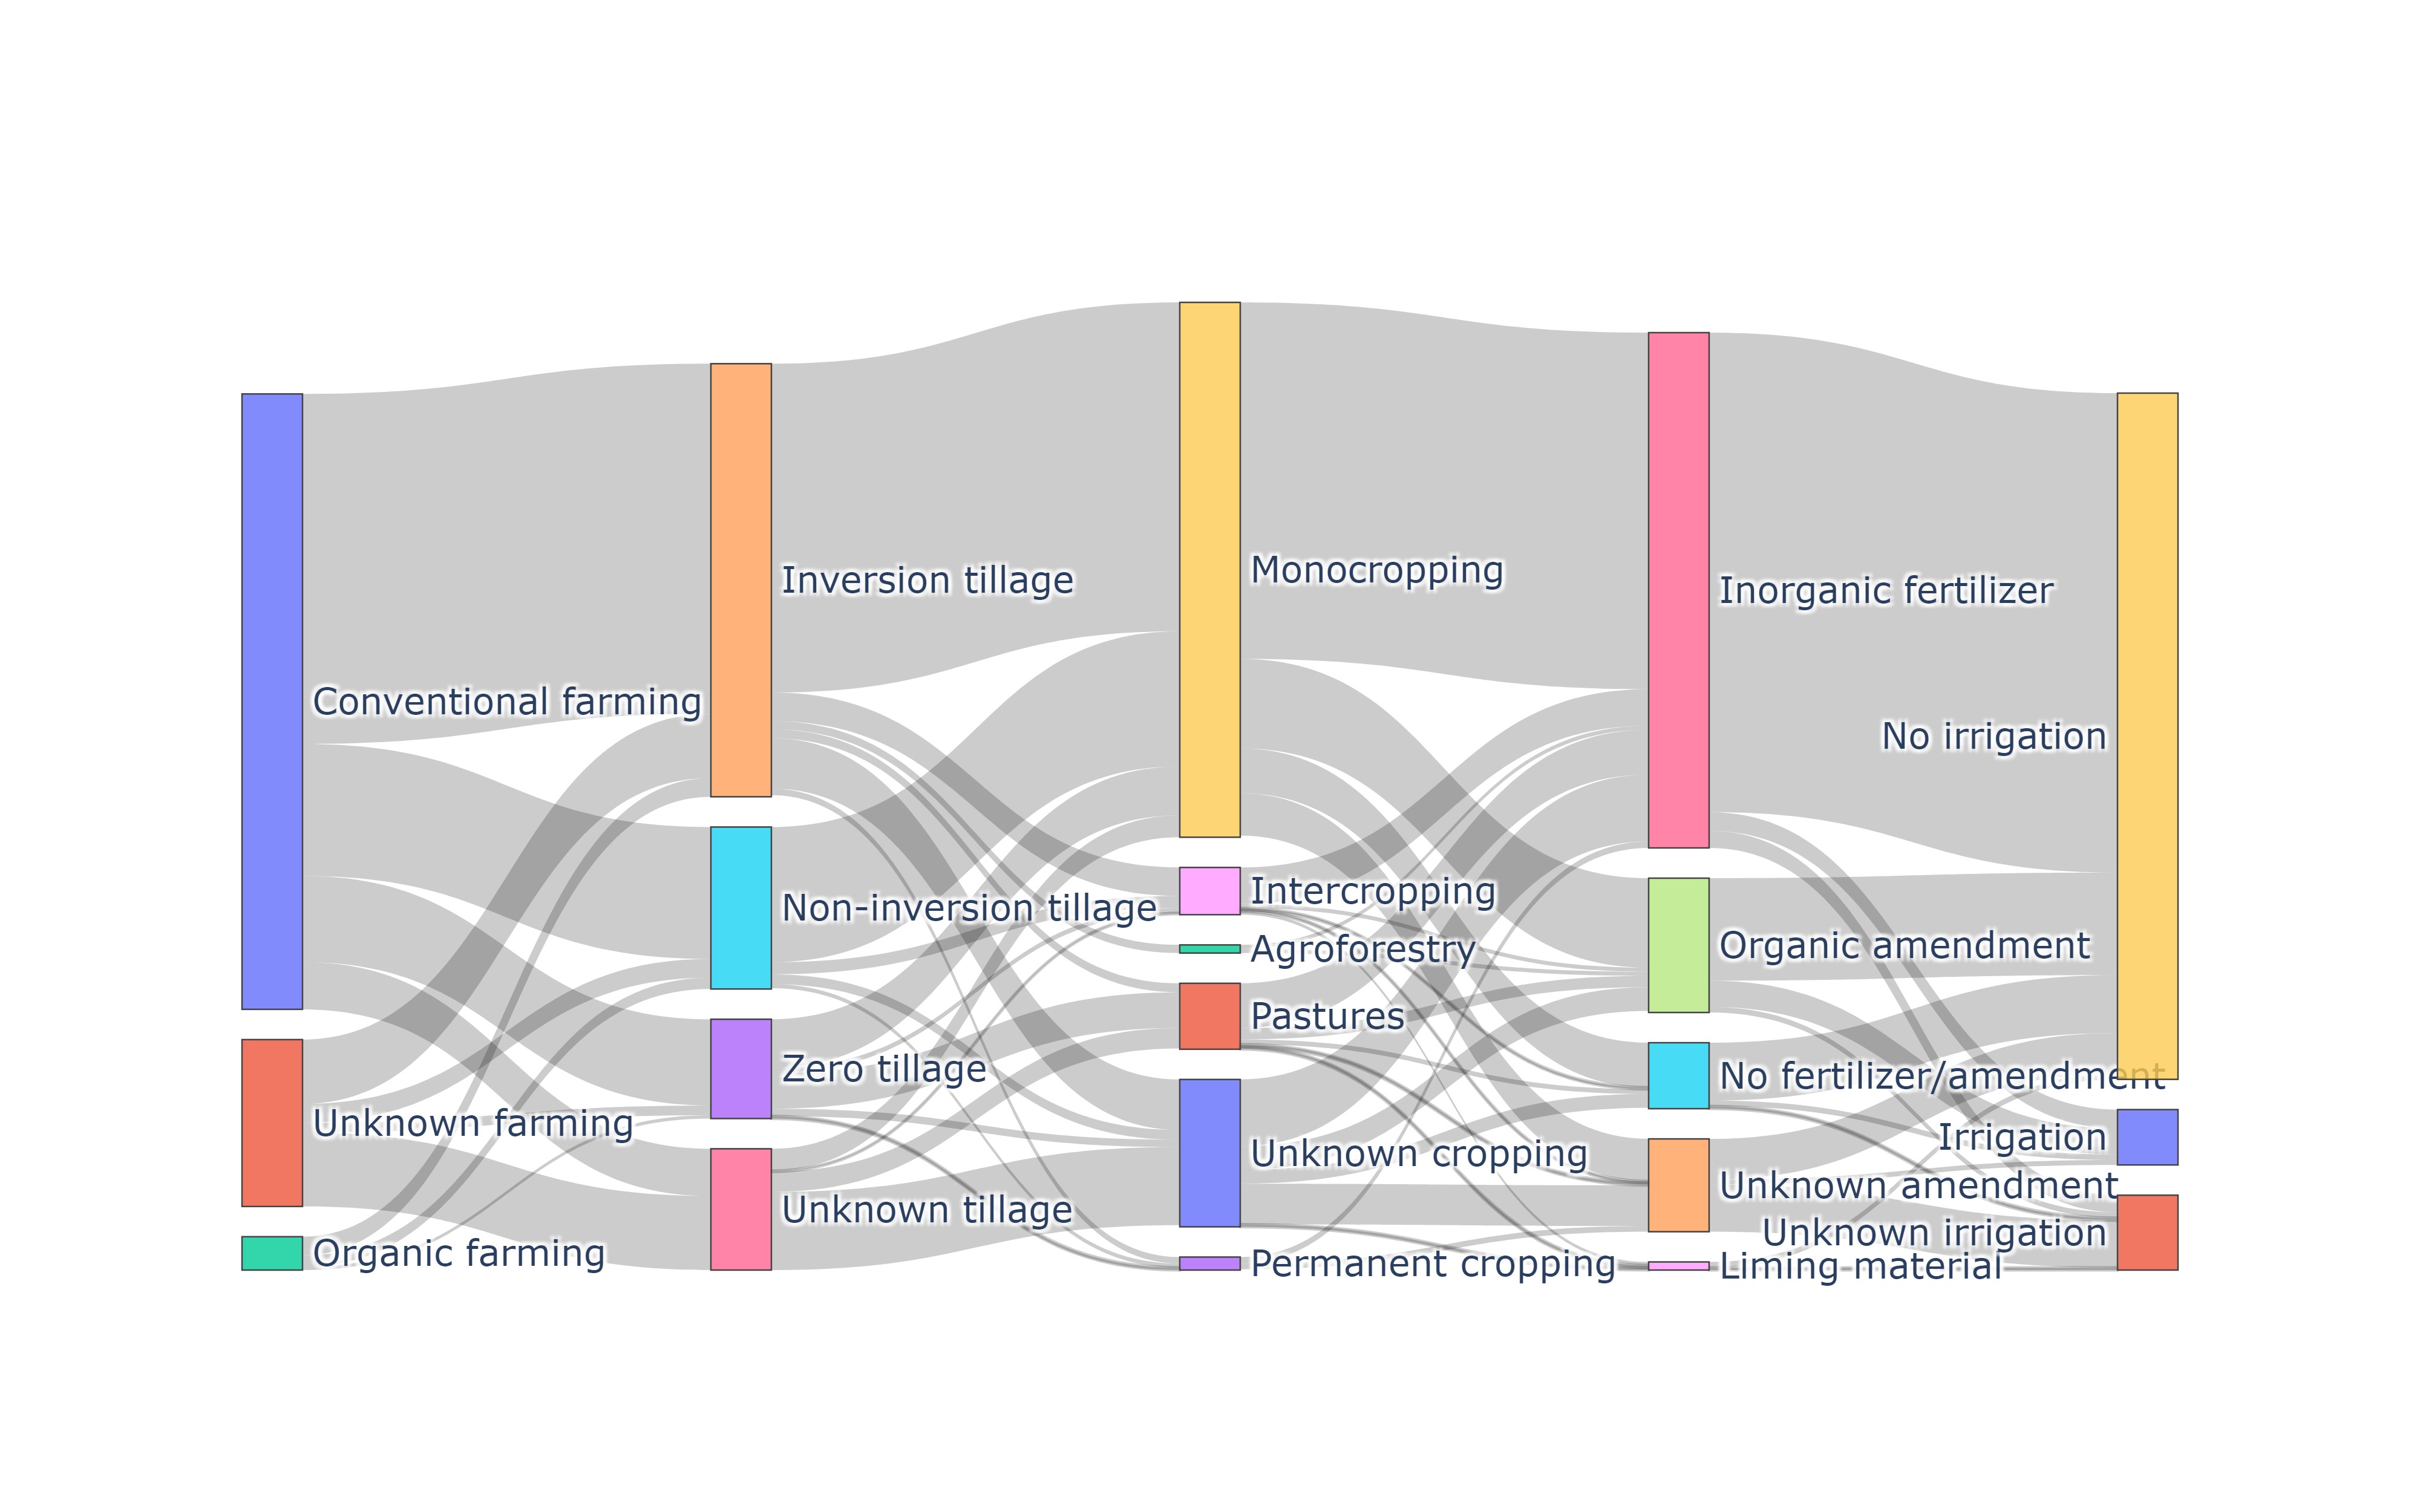 Conventional farming
Unknown farming
Organic farming
Inversion tillage
Non-inversion tillage
Zero tillage
Unknown tillage
Monocropping
Intercropping
Agroforestry
Pastures
Unknown cropping
Permanent cropping
Inorganic fertilizer
Organic amendment
No fertilizer/amendment
Unknown amendment
Liming material
No irrigation
Irrigation
Unknown irrigation